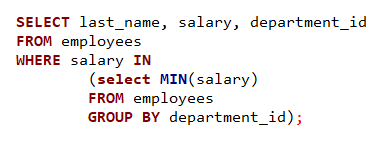 SELECT last_name, salary, department_id
FROM employees
WHERE salary IN
(select MIN(salary)
FROM employees
GROUP BY department_id);